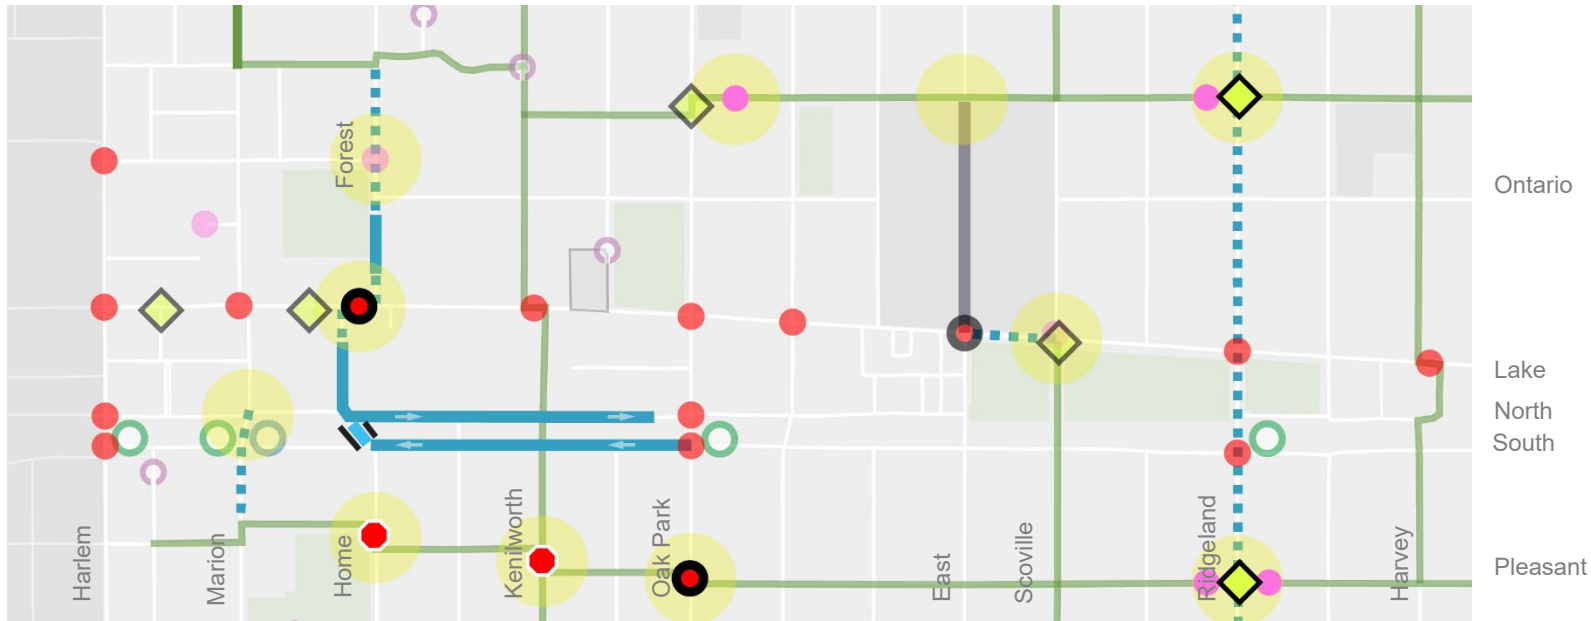 Forest
Ontario
Lake
North
South
Harlem
Marion
Home
Kenilworth
Oak Park
East
Scoville
Ridgeland
Harvey
Pleasant